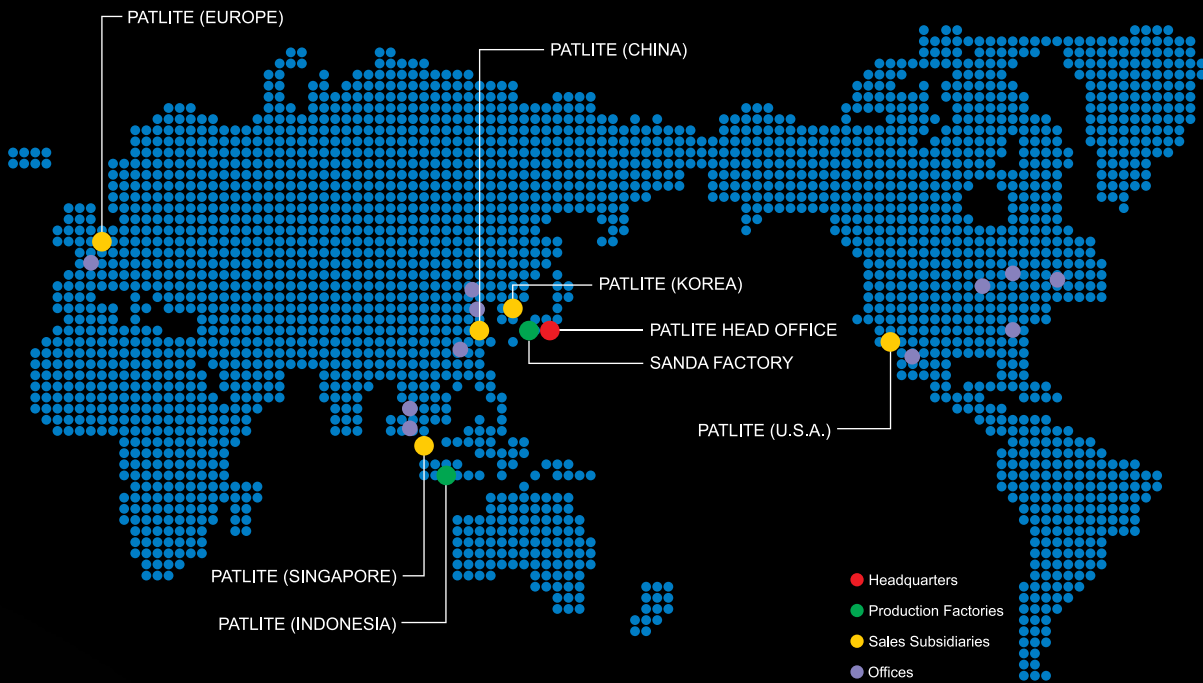 PATLITE (EUROPE)
PATLITE (CHINA)
PATLITE (KOREA)
PATLITE HEAD OFFICE
SANDA FACTORY
PATLITE (U.S.A.)
PATLITE (SINGAPORE)
PATLITE (INDONESIA)
Headquarters
Production Factories
Sales Subsidiaries
Offices